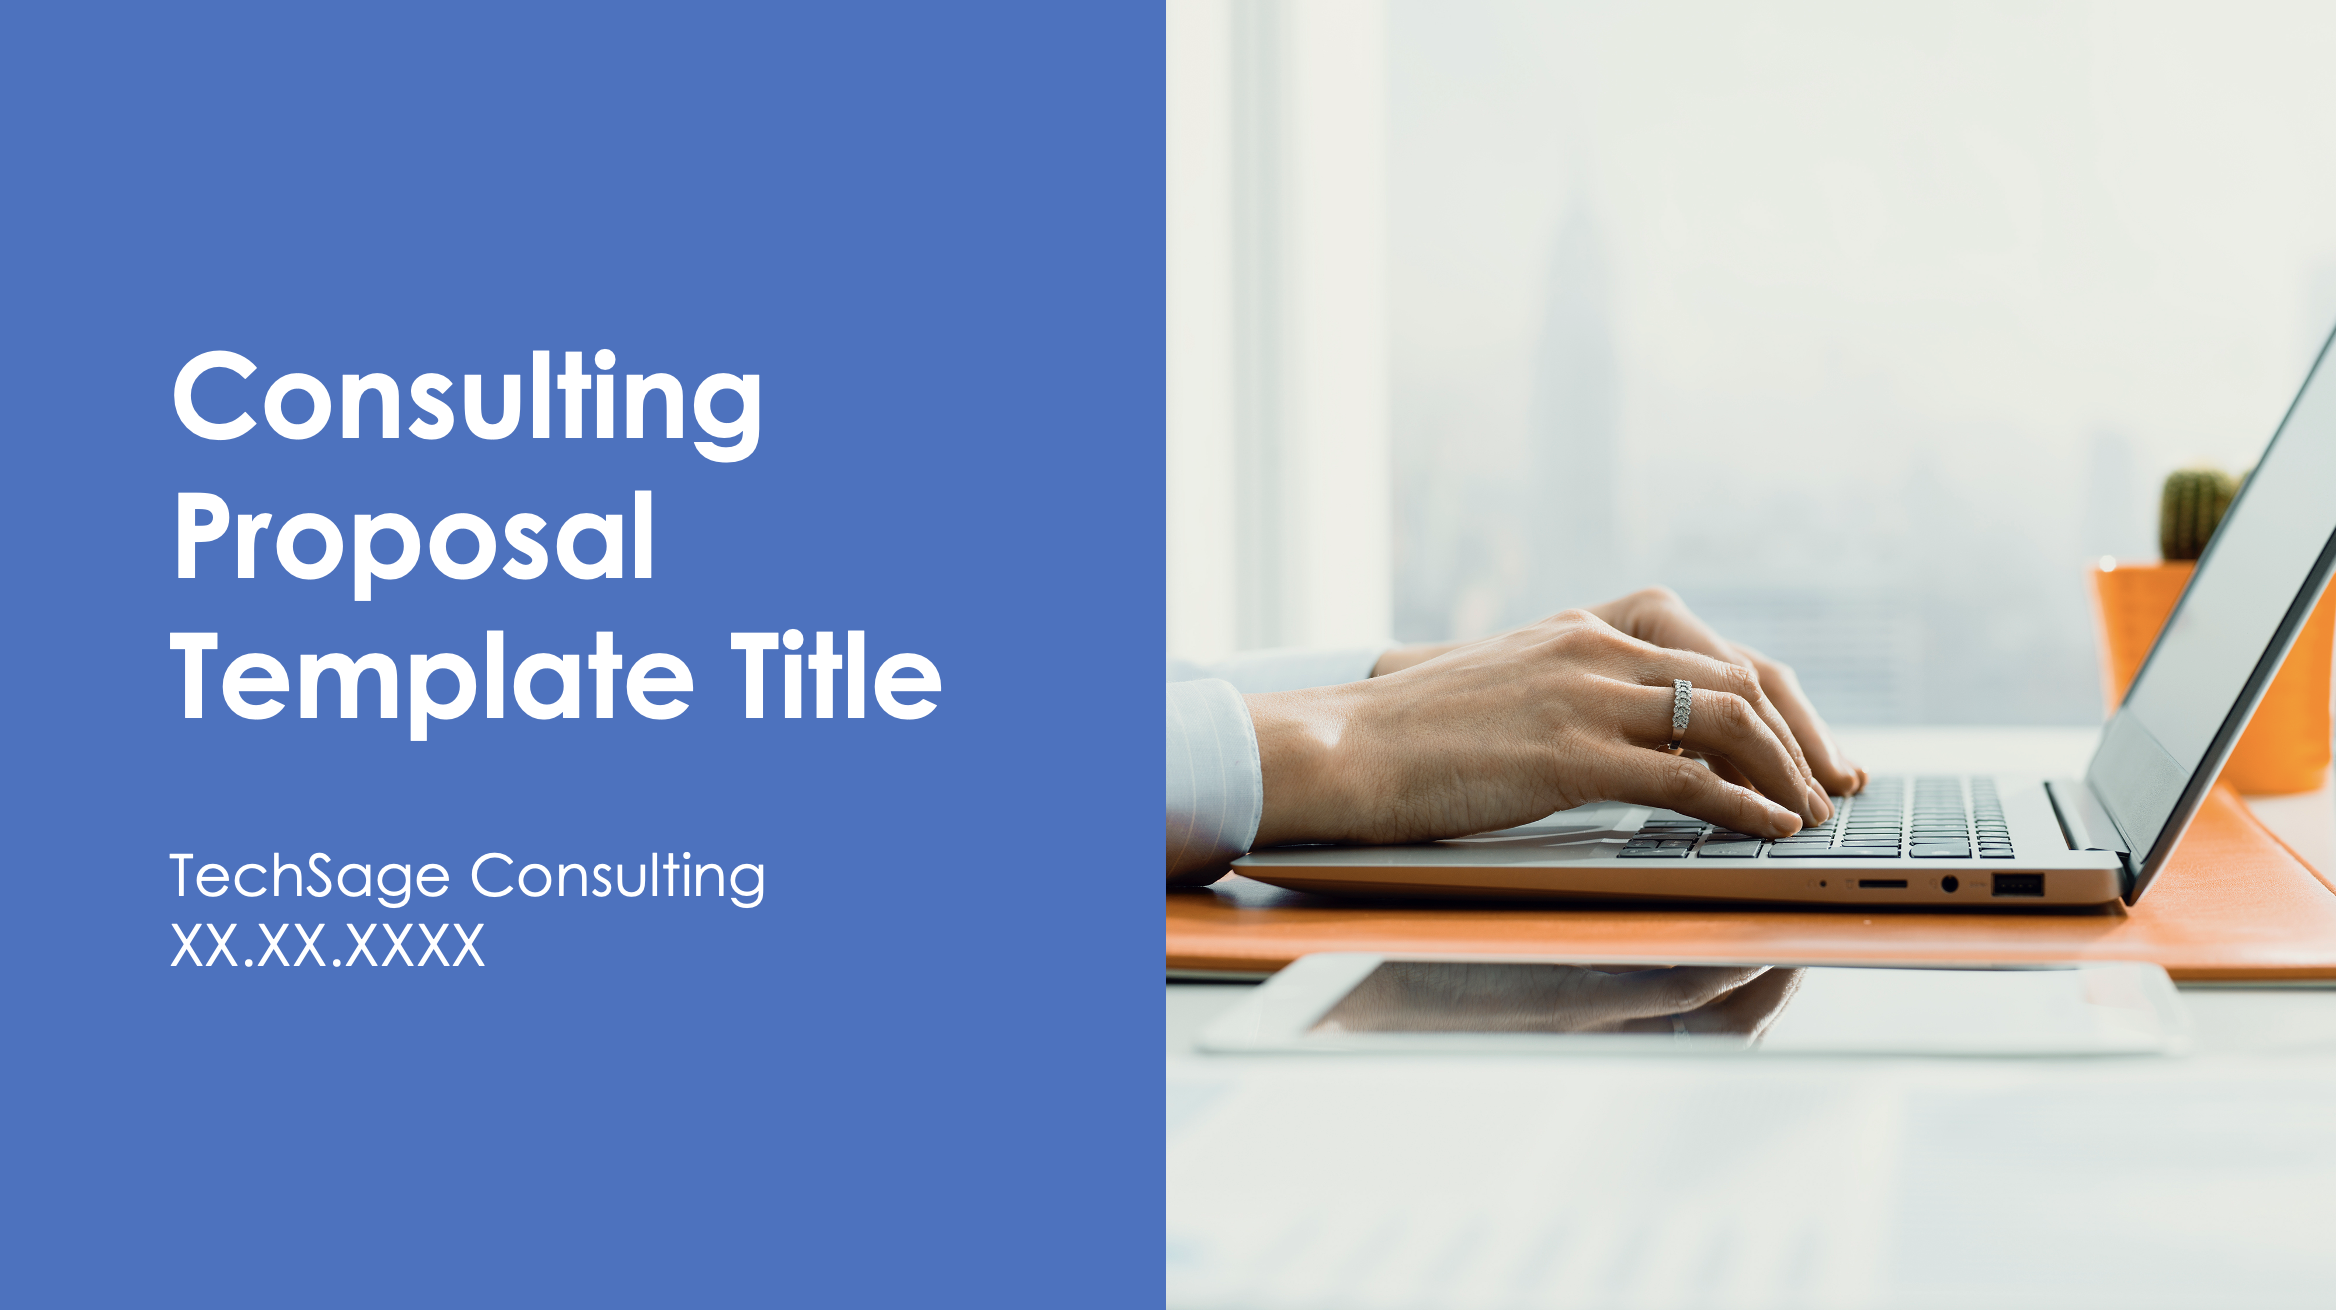 Consulting
Proposal
Template Title
TechSage Consulting
XX.XX.XXXX